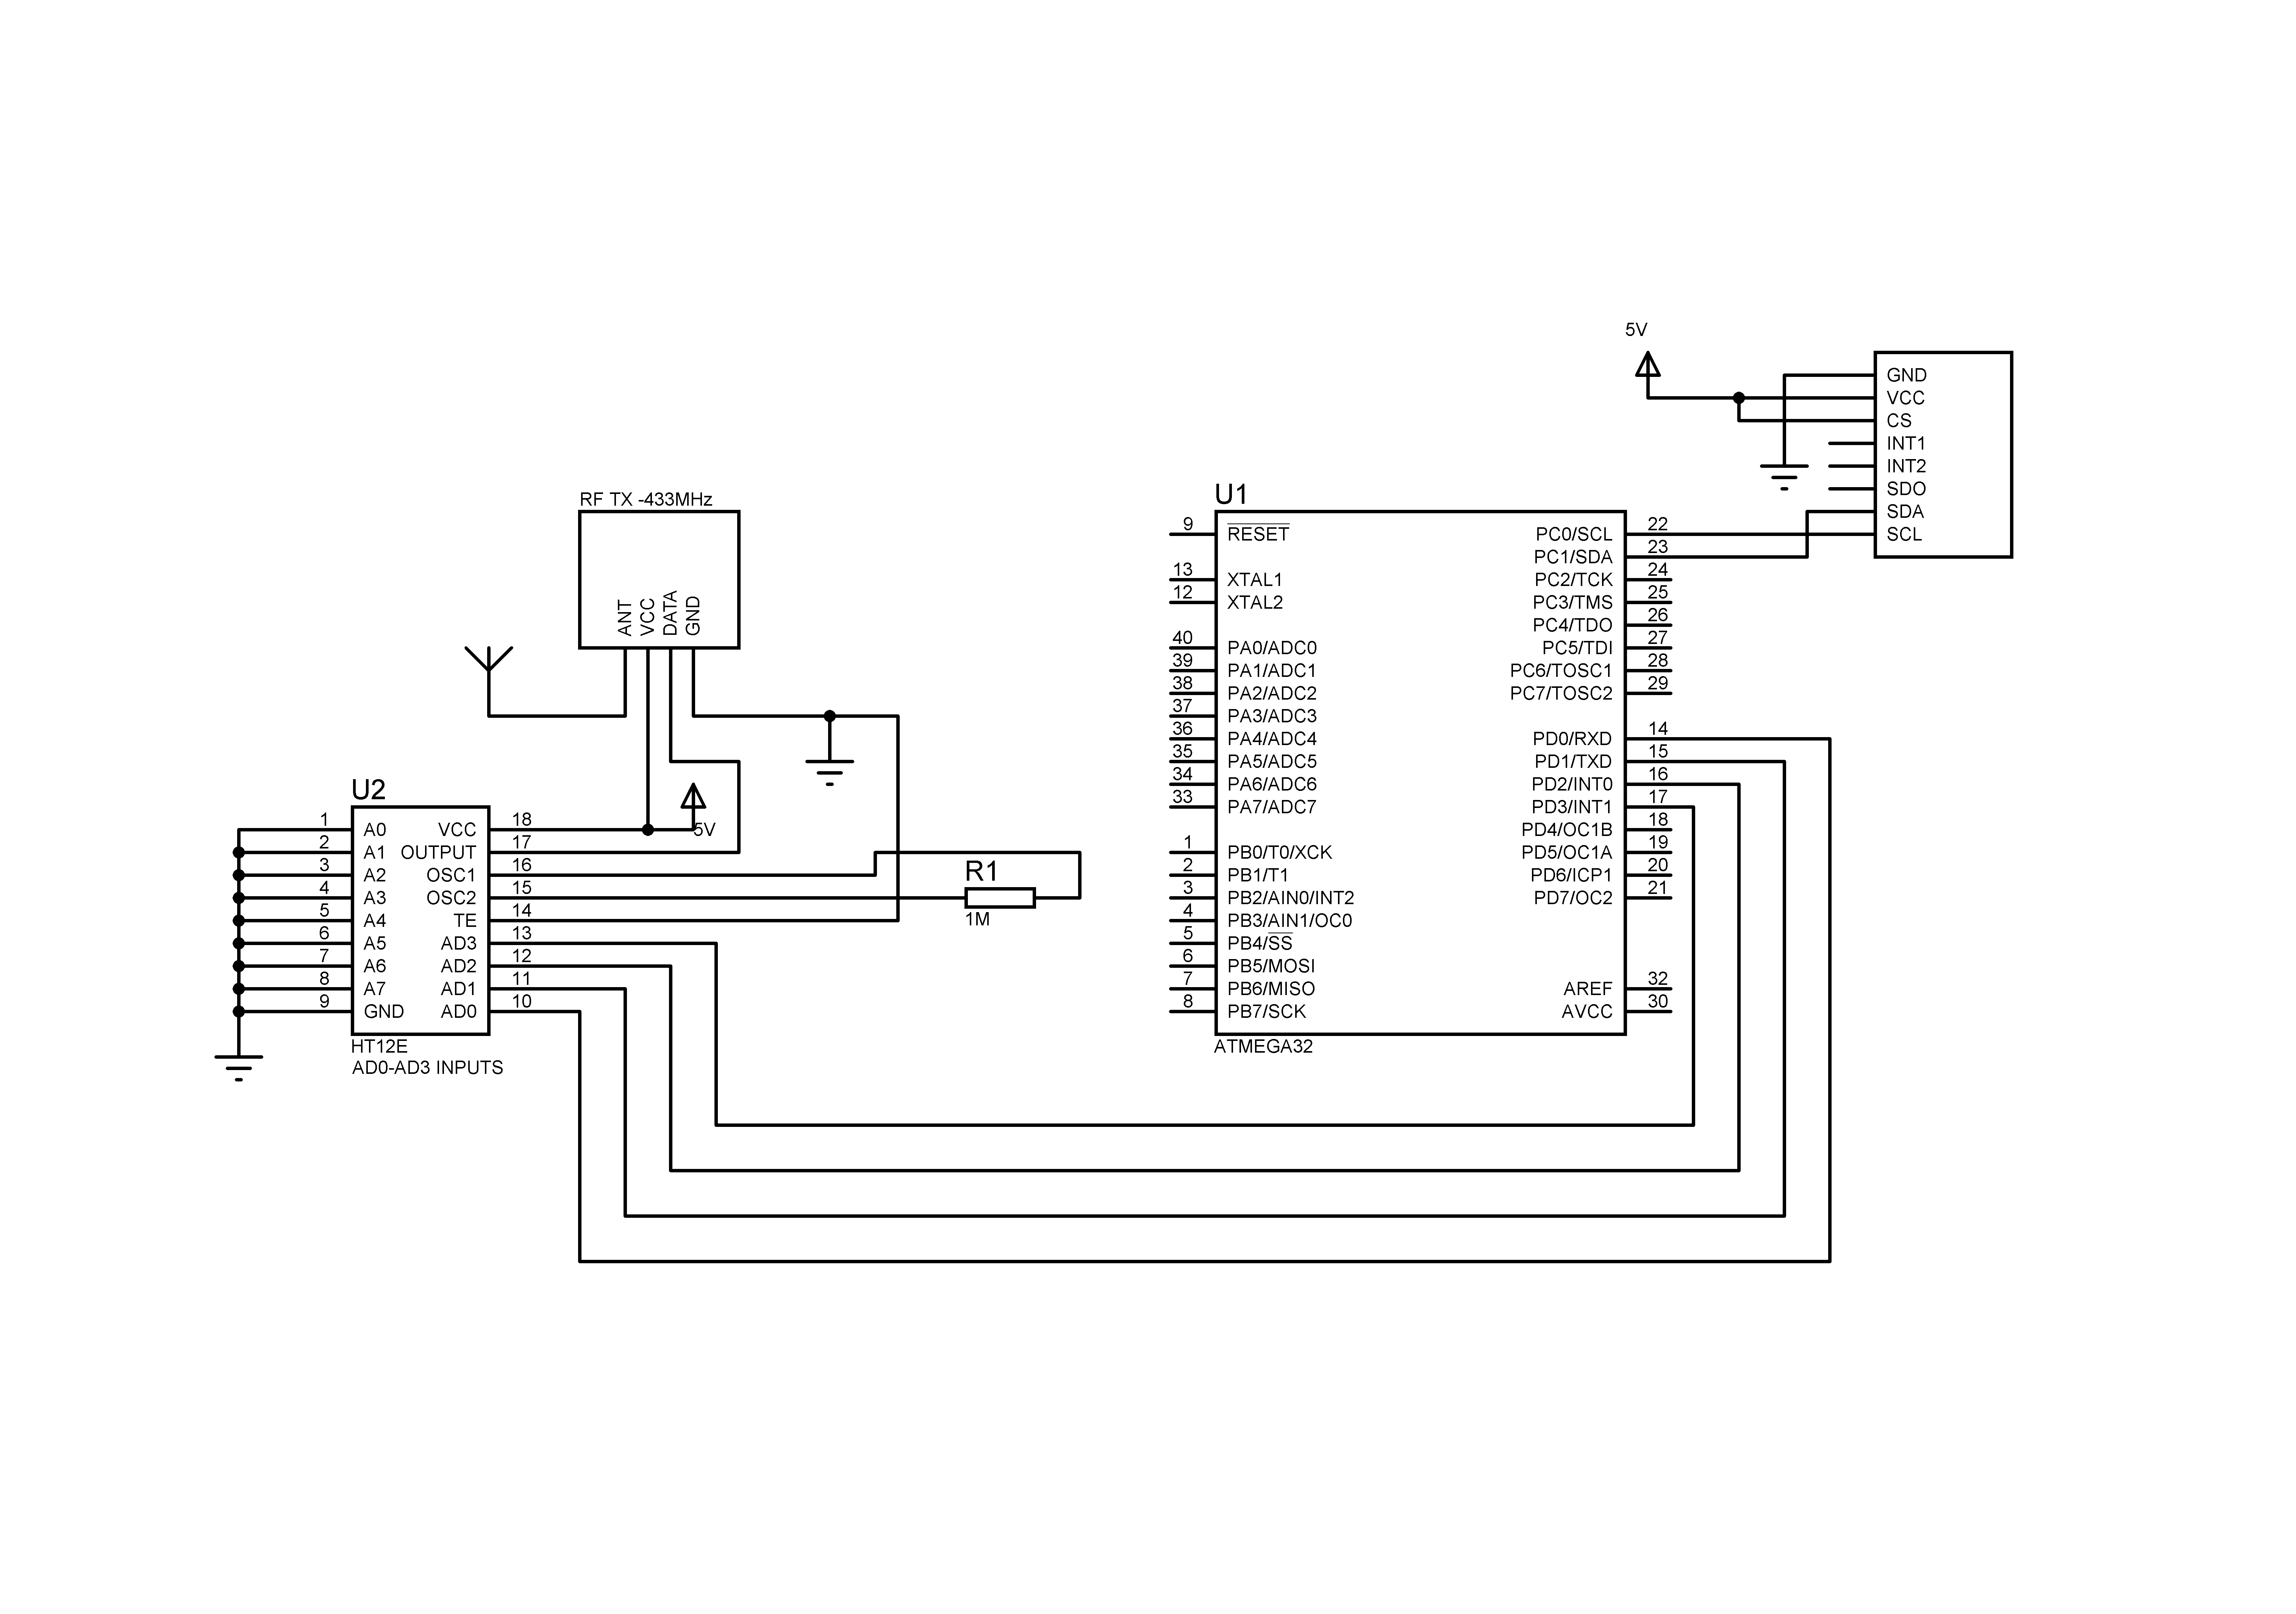 5V
GND
VCC
CS
INT1
INT2
SDO
SDA
SCL
RF TX -433MHz
ANT
VCC
DATA
GND
U1
9 RESET
13 XTAL1
12 XTAL2
40 PA0/ADC0
39 PA1/ADC1
38 PA2/ADC2
37 PA3/ADC3
36 PA4/ADC4
35 PA5/ADC5
34 PA6/ADC6
33 PA7/ADC7
1 PB0/T0/XCK
2 PB1/T1
3 PB2/AIN0/INT2
4 PB3/AIN1/OC0
5 PB4/SS
6 PB5/MOSI
7 PB6/MISO
8 PB7/SCK
PC0/SCL 22
PC1/SDA 23
PC2/TCK 24
PC3/TMS 25
PC4/TDO 26
PC5/TDI 27
PC6/TOSC1 28
PC7/TOSC2 29
PD0/RXD 14
PD1/TXD 15
PD2/INT0 16
PD3/INT1 17
PD4/OC1B 18
PD5/OC1A 19
PD6/ICP1 20
PD7/OC2 21
AREF 32
AVCC 30
ATMEGA32
U2
1 A0
2 A1
3 A2
4 A3
5 A4
6 A5
7 A6
8 A7
9 GND
VCC 18
OUTPUT 17
OSC1 16
OSC2 15
TE 14
AD3 13
AD2 12
AD1 11
AD0 10
HT12E
AD0-AD3 INPUTS
5V
R1
1M